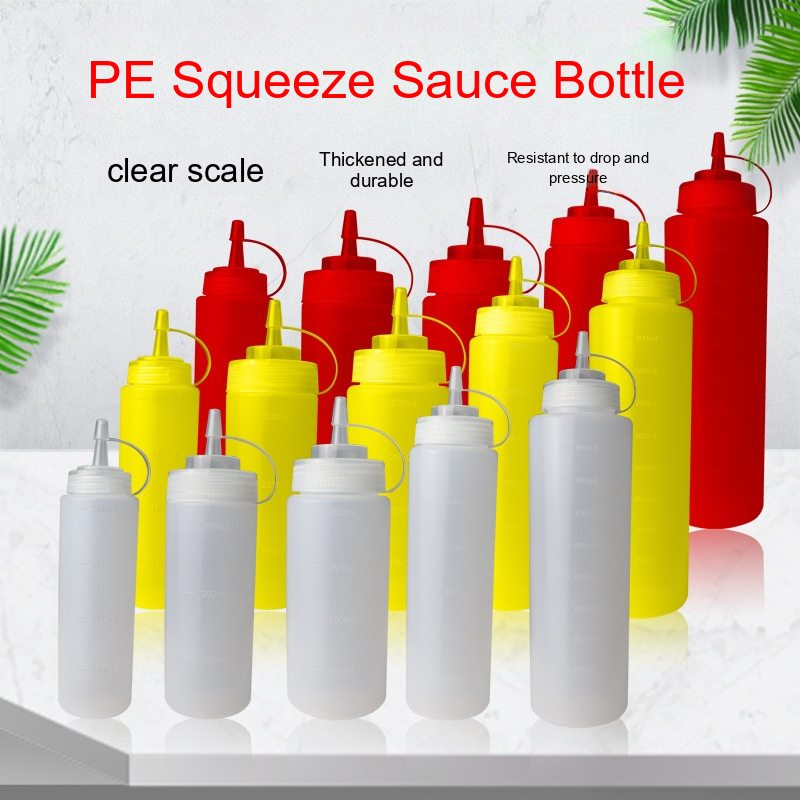 PE Squeeze Sauce Bottle
clear scale
Thickened and
durable
Resistant to drop and
pressure